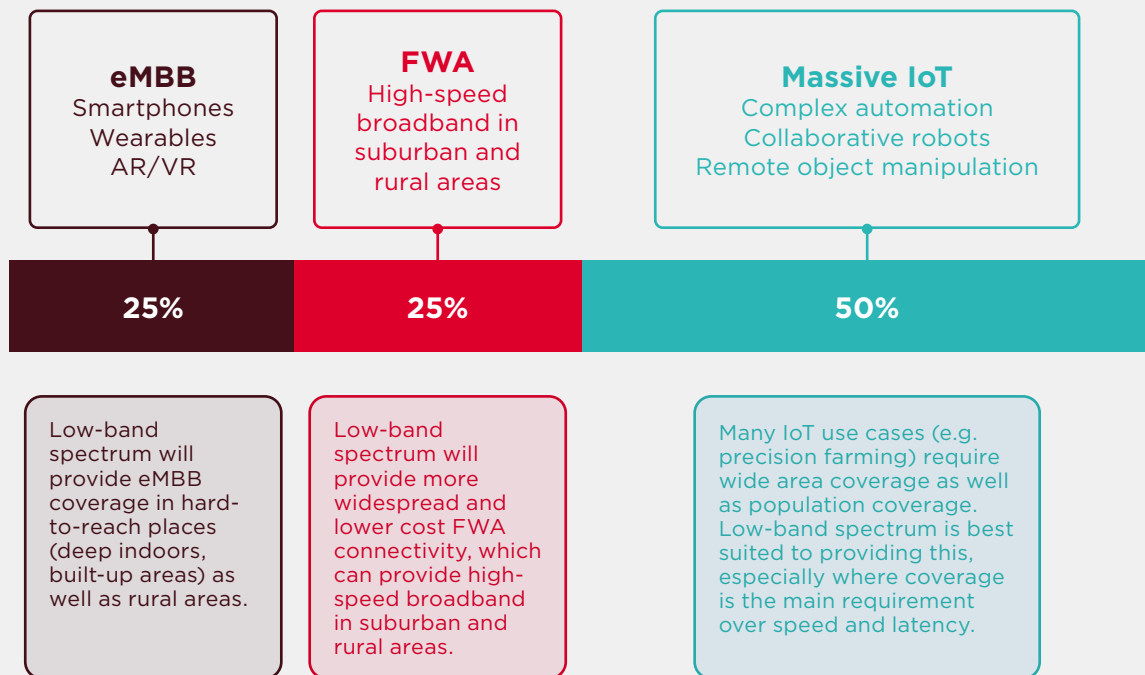 eMBB
Smartphones
Wearables
AR/VR
FWA
High-speed
broadband in
suburban and
rural areas
Massive IoT
Complex automation
Collaborative robots
Remote object manipulation
25%
25%
50%
Low-band
spectrum will
provide eMBB
coverage in hard-
to-reach places
(deep indoors,
built-up areas) as
well as rural areas.
Low-band
spectrum will
provide more
widespread and
lower cost FWA
connectivity, which
can provide high-
speed broadband
in suburban and
rural areas.
Many IoT use cases (e.g.
precision farming) require
wide area coverage as well
as population coverage.
Low-band spectrum is best
suited to providing this,
especially where coverage
is the main requirement
over speed and latency.